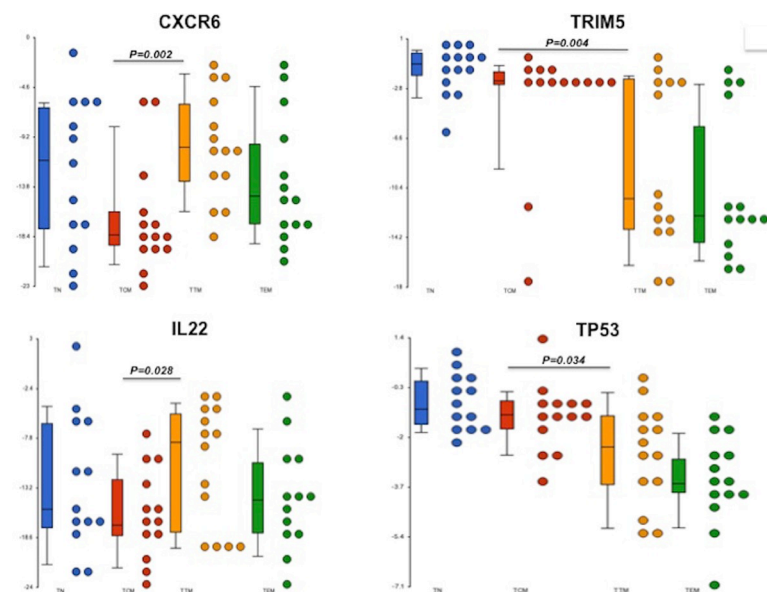 CXCR6
P=0.002
0
-4.6
-9.2
-13.8
-18.4
-23
TN
TCM
TTM
TEM
TRIM5
P=0.004
1
-2.8
-6.6
-10.4
-14.2
-18
TN
TCM
TTM
TEM
IL22
P=0.028
3
-2.4
-7.8
-13.2
-18.6
-24
TN
TCM
TTM
TEM
TP53
P=0.034
1.4
-0.3
-2
-3.7
-5.4
-7.1
TN
TCM
TTM
TEM